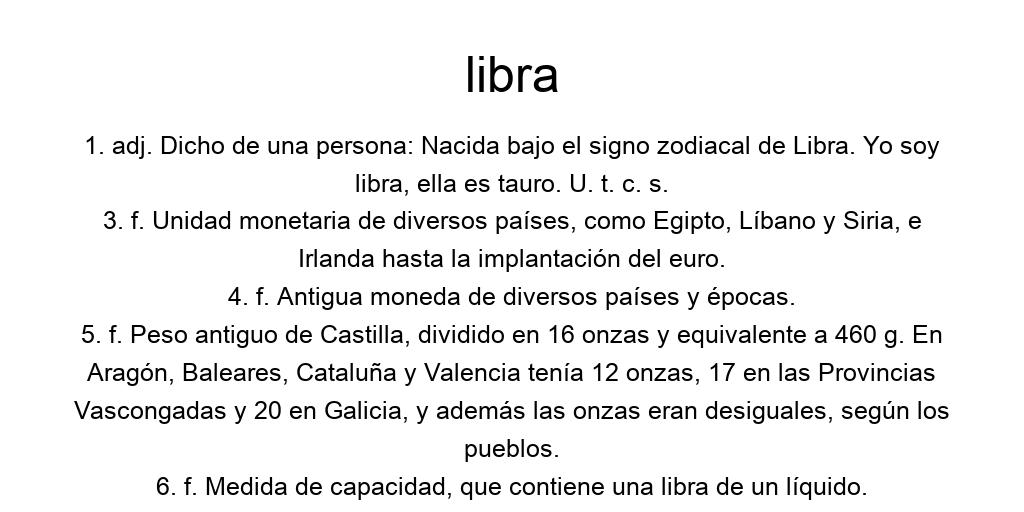 libra
1. adj. Dicho de una persona: Nacida bajo el signo zodiacal de Libra. Yo soy
libra, ella es tauro. U. t. c. s.
3. f. Unidad monetaria de diversos países, como Egipto, Líbano y Siria, e
Irlanda hasta la implantación del euro.
4. f. Antigua moneda de diversos países y épocas.
5. f. Peso antiguo de Castilla, dividido en 16 onzas y equivalente a 460 g. En
Aragón, Baleares, Cataluña y Valencia tenía 12 onzas, 17 en las Provincias
Vascongadas y 20 en Galicia, y además las onzas eran desiguales, según los
pueblos.
6. f. Medida de capacidad, que contiene una libra de un líquido.